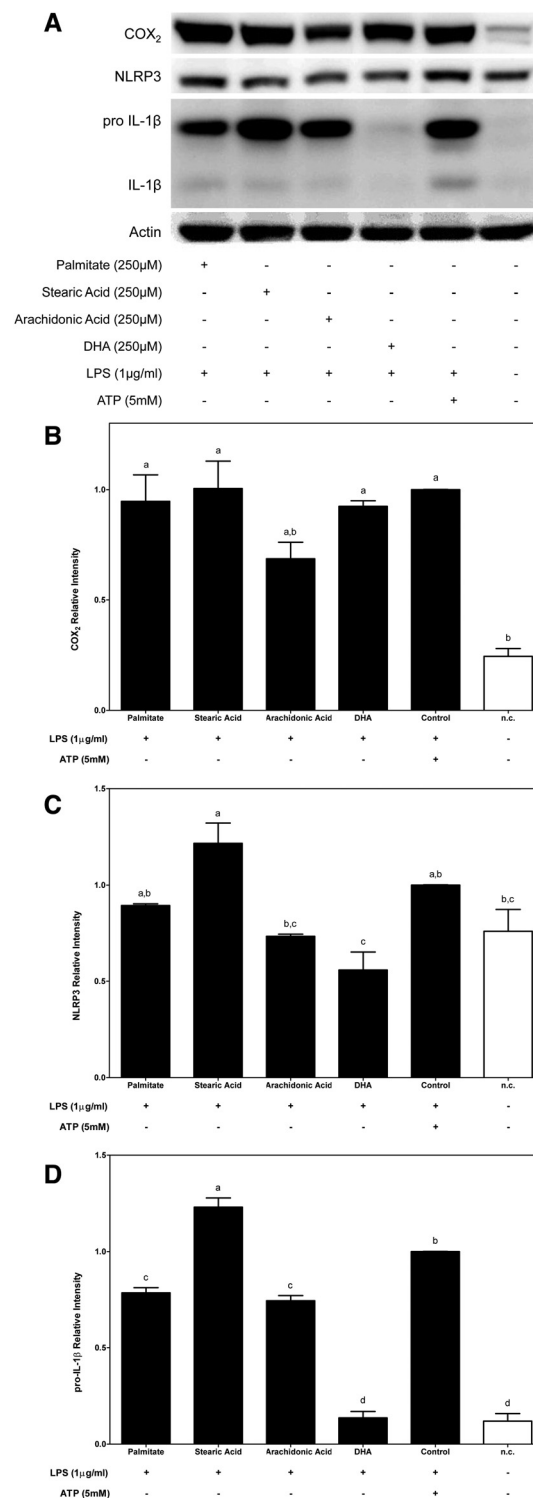 A
COX2
NLRP3
pro IL-1β
IL-1β
Actin
Palmitate (250µM) + - - - - -
Stearic Acid (250µM) - + - - - -
Arachidonic Acid (250µM) - - + - - -
DHA (250µM) - - - + - -
LPS (1µg/ml) + + + + + -
ATP (5mM) - - - - + -
B
COX2 Relative Intensity
1.0
0.5
0.0
a a a,b a a b
Palmitate Stearic Acid Arachidonic Acid DHA Control n.c.
LPS (1µg/ml) + + + + + -
ATP (5mM) - - - - + -
C
NLRP3 Relative Intensity
1.5
1.0
0.5
0.0
a,b a b,c c a,b b,c
Palmitate Stearic Acid Arachidonic Acid DHA Control n.c.
LPS (1µg/ml) + + + + + -
ATP (5mM) - - - - + -
D
pro-IL-1β Relative Intensity
1.5
1.0
0.5
0.0
c a c d b d
Palmitate Stearic Acid Arachidonic Acid DHA Control n.c.
LPS (1µg/ml) + + + + + -
ATP (5mM) - - - - + -